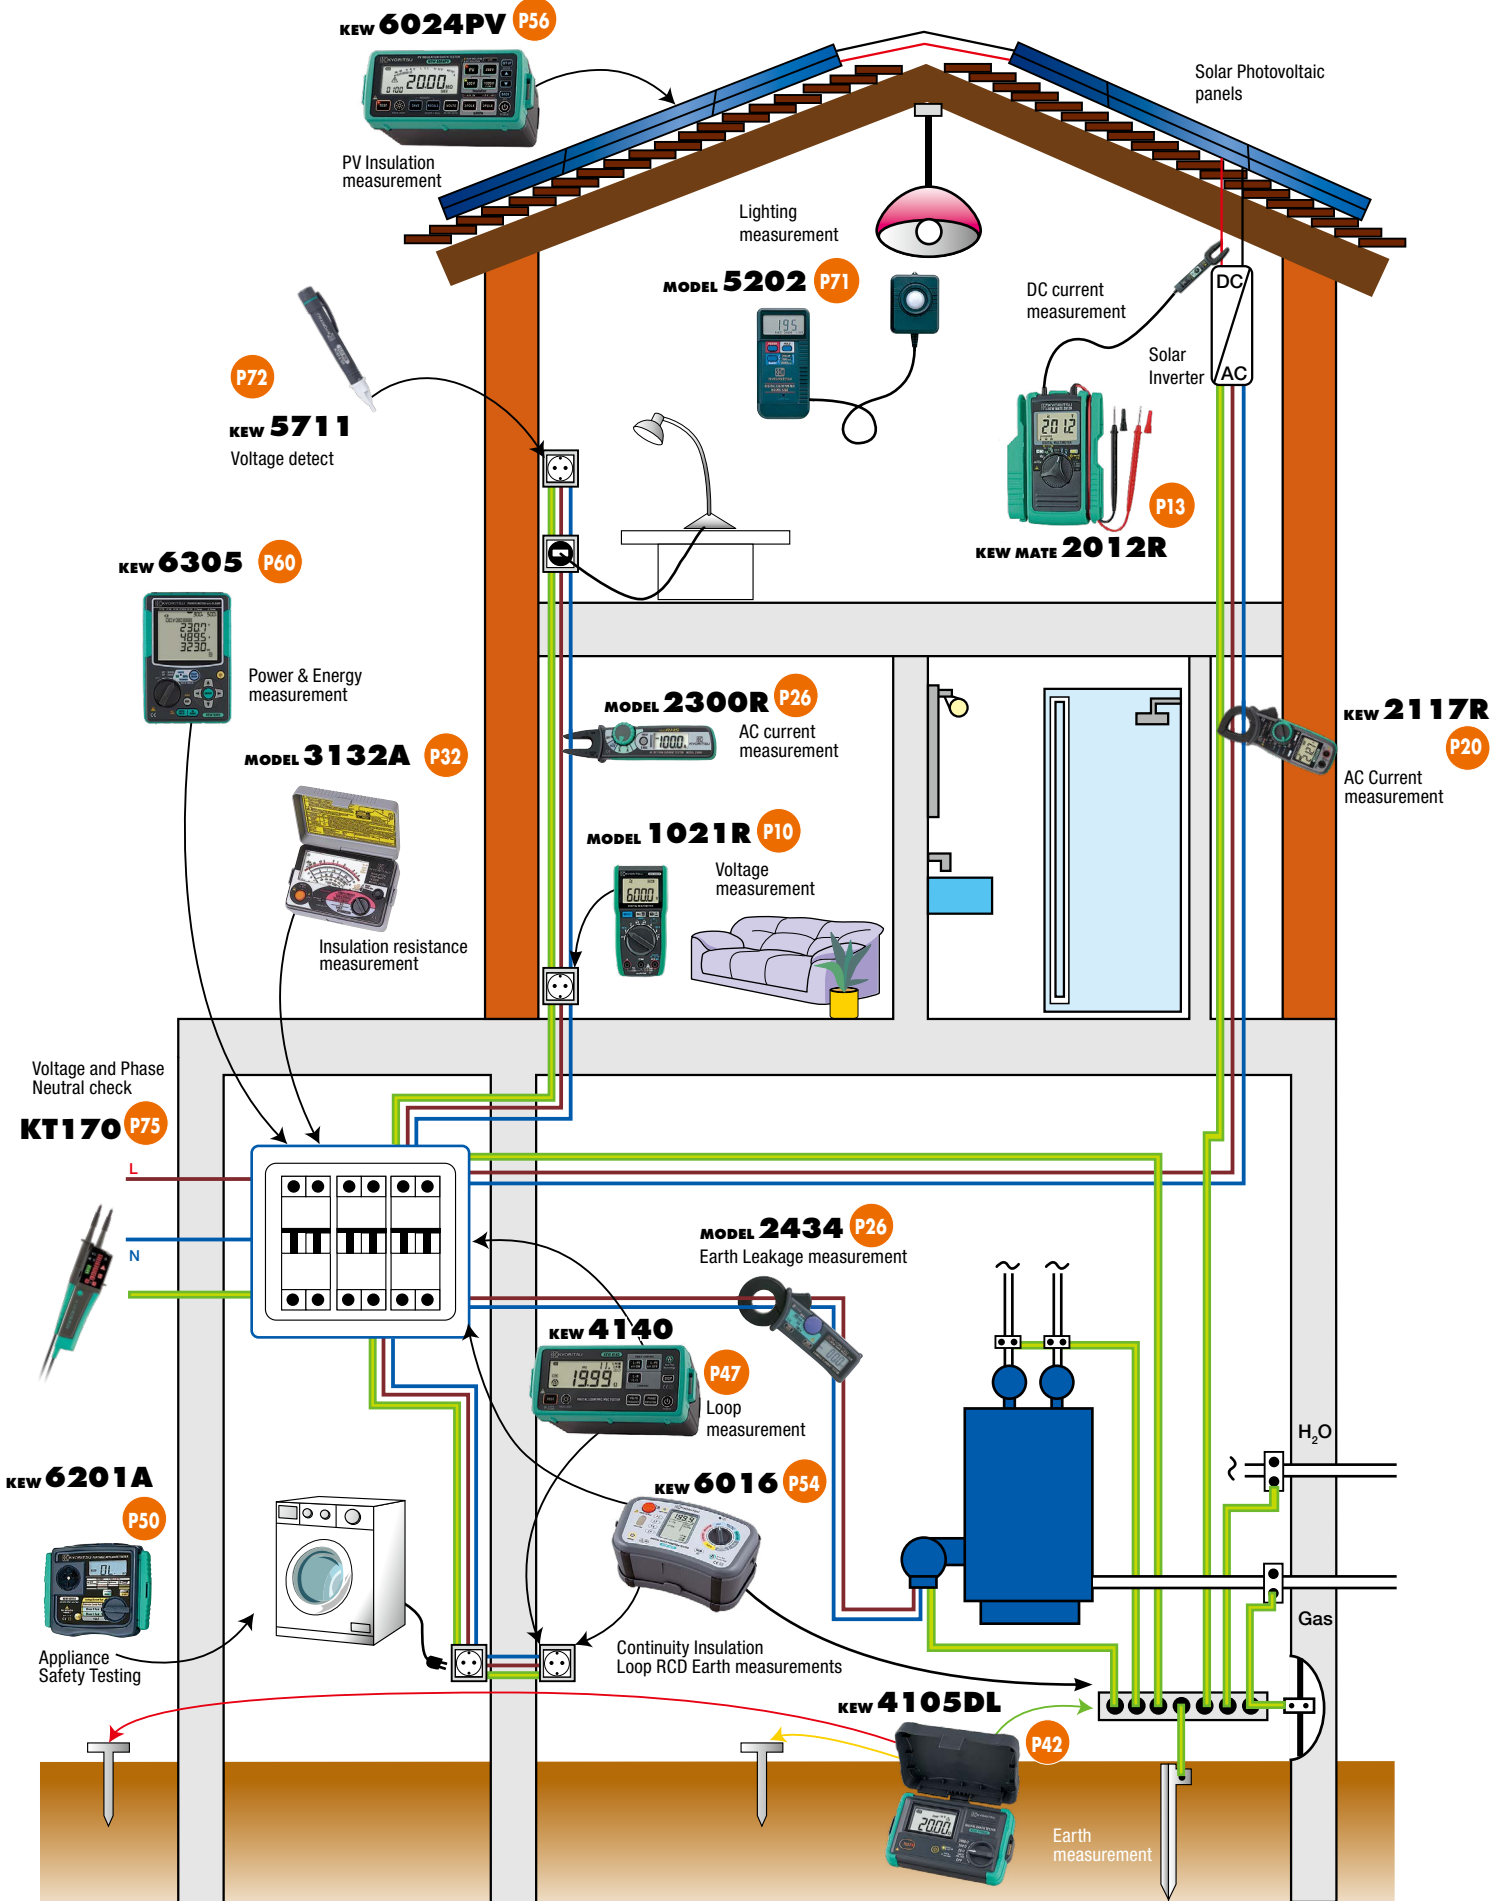 KEW 6024PV P56
PV Insulation
measurement
Solar Photovoltaic
panels
Lighting
measurement
MODEL 5202 P71
DC current
measurement
DC
AC
Solar
Inverter
P72
KEW 5711
Voltage detect
P13
KEW MATE 2012R
KEW 6305 P60
Power & Energy
measurement
MODEL 2300R P26
AC current
measurement
KEW 2117R
P20
AC Current
measurement
MODEL 3132A P32
Insulation resistance
measurement
MODEL 1021R P10
Voltage
measurement
Voltage and Phase
Neutral check
KT170 P75
L
N
MODEL 2434 P26
Earth Leakage measurement
KEW 4140
P47
19.99
Loop
measurement
H2O
KEW 6201A
P50
Appliance
Safety Testing
KEW 6016 P54
Continuity Insulation
Loop RCD Earth measurements
Gas
KEW 4105DL
P42
20.00
Earth
measurement